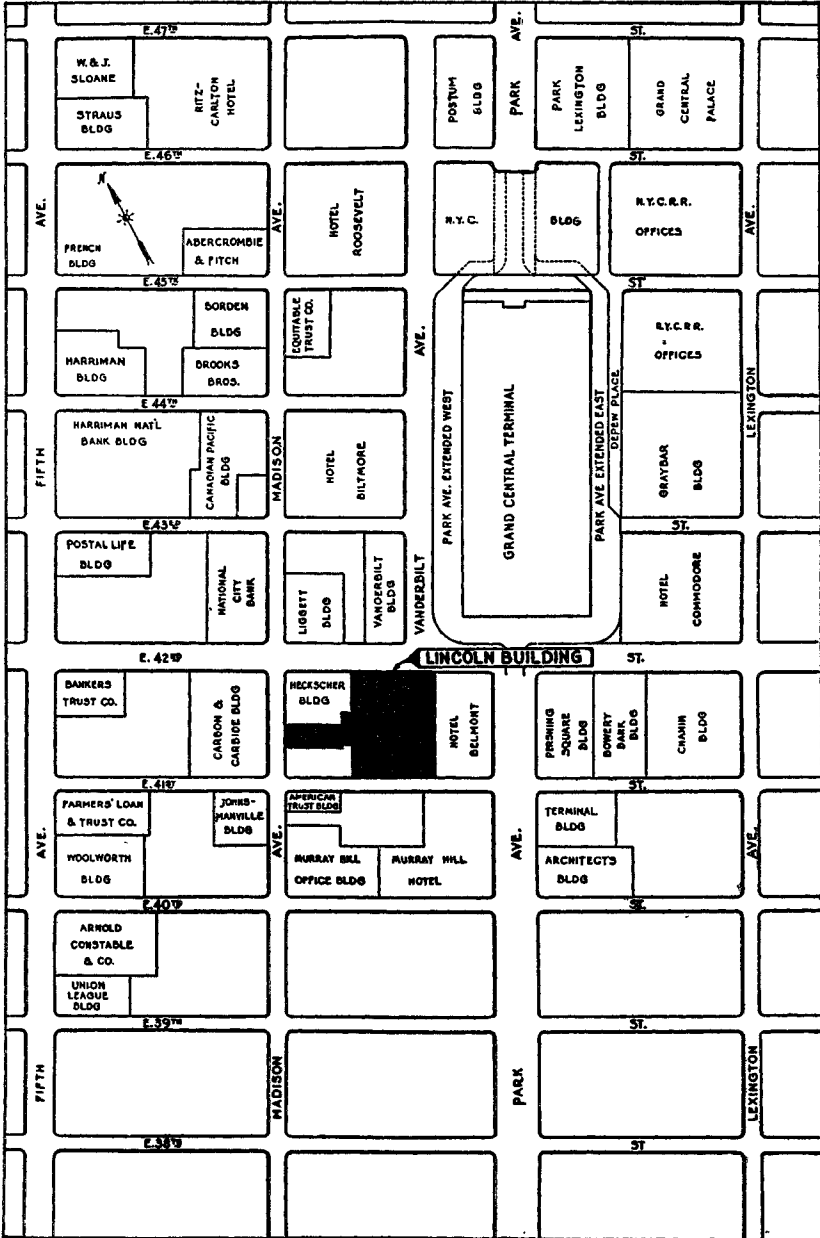 E. 47TH
ST.
AVE.
W. & J.
SLOANE
STRAUS
BLDG
RITZ-
CARLTON
HOTEL
POSTUM
BLDG
PARK
PARK
LEXINGTON
BLDG
GRAND
CENTRAL
PALACE
E. 46TH
ST.
AVE.
N
FRENCH
BLDG
ABERCROMBIE
& FITCH
AVE.
HOTEL
ROOSEVELT
N.Y.C.
BLDG
N.Y.C.R.R.
OFFICES
AVE.
E. 45TH
ST
BORDEN
BLDG
HARRIMAN
BLDG
BROOKS
BROS.
EQUITABLE
TRUST CO.
AVE.
N.Y.C.R.R.
OFFICES
E. 44TH
FIFTH
HARRIMAN NAT'L
BANK BLDG
CANADIAN PACIFIC
BLDG
MADISON
HOTEL
BILTMORE
PARK AVE. EXTENDED WEST
GRAND CENTRAL TERMINAL
PARK AVE EXTENDED EAST
DEPEW PLACE
GRAYBAR
BLDG
LEXINGTON
E. 43RD
ST.
POSTAL LIFE
BLDG
NATIONAL
CITY
BANK
LIGGETT
BLDG
VANDERBILT
BLDG
VANDERBILT
HOTEL
COMMODORE
E. 42ND
LINCOLN BUILDING
ST.
BANKERS
TRUST CO.
CARBON &
CARBIDE BLDG
HECKSCHER
BLDG
HOTEL
BELMONT
PERSHING
SQUARE
BLDG
BOWERY
BANK
BLDG
CHANIN
BLDG
E. 41ST
ST.
AVE.
FARMERS' LOAN
& TRUST CO.
WOOLWORTH
BLDG
JOHNS-
MANVILLE
BLDG
AVE.
AMERICAN
TRUST BLDG
MURRAY HILL
OFFICE BLDG
MURRAY HILL
HOTEL
AVE.
TERMINAL
BLDG
ARCHITECTS
BLDG
AVE.
E. 40TH
ST.
ARNOLD
CONSTABLE
& CO.
UNION
LEAGUE
BLDG
E. 39TH
ST.
FIFTH
MADISON
PARK
LEXINGTON
E. 38TH
ST